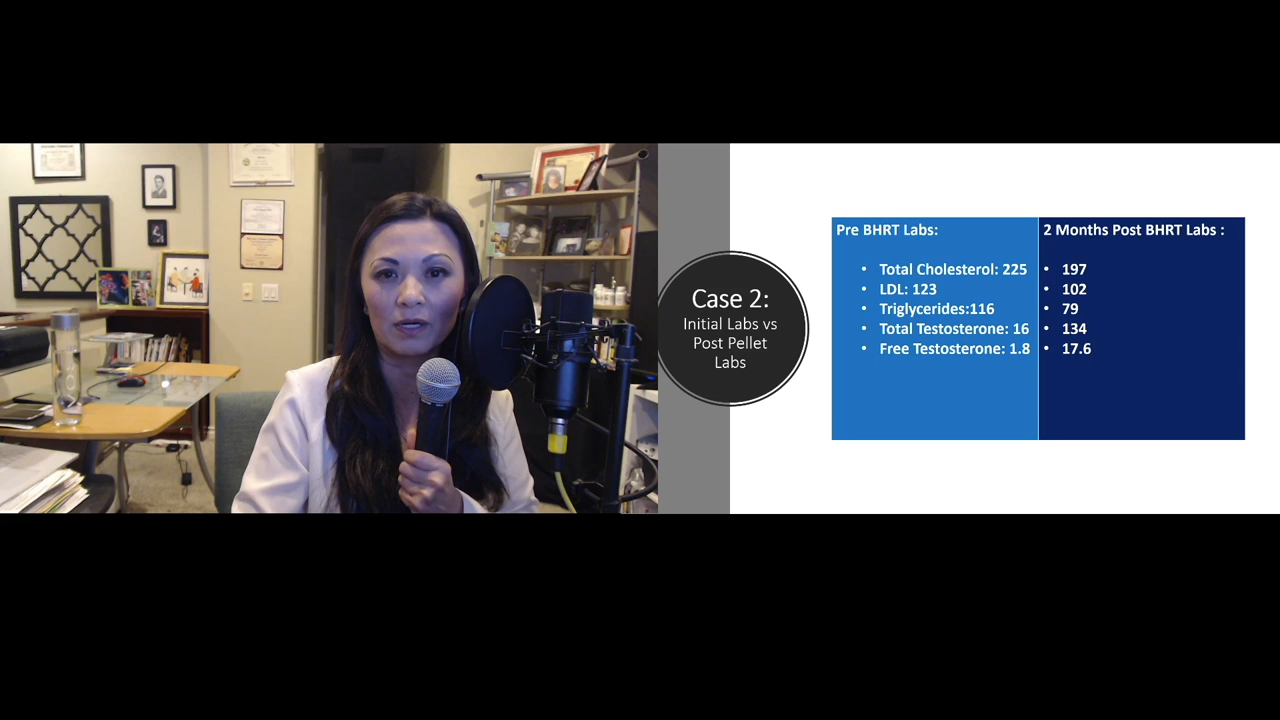 Case 2:
Initial Labs vs
Post Pellet
Labs
Pre BHRT Labs:
• Total Cholesterol: 225
• LDL: 123
• Triglycerides:116
• Total Testosterone: 16
• Free Testosterone: 1.8
2 Months Post BHRT Labs :
• 197
• 102
• 79
• 134
• 17.6